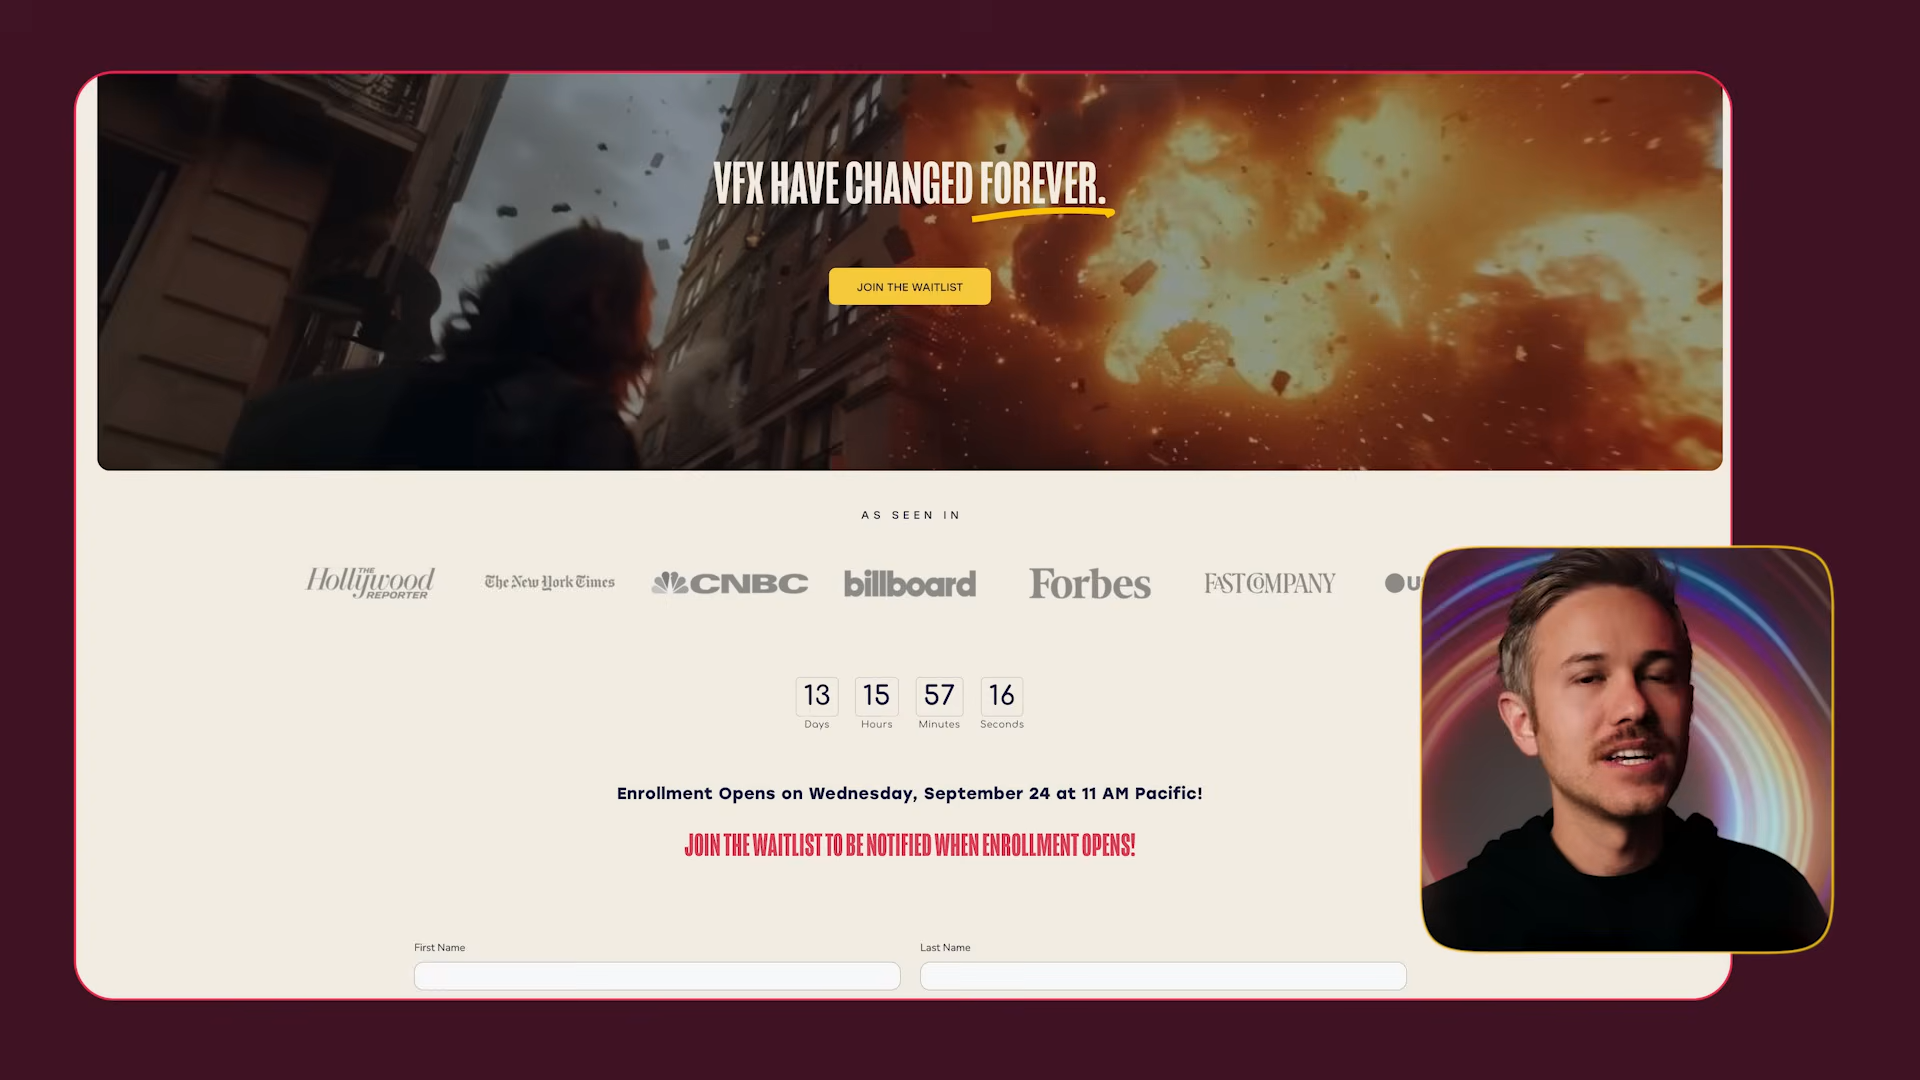 VFX HAVE CHANGED FOREVER.
JOIN THE WAITLIST
AS SEEN IN
THE Hollywood REPORTER
The New York Times
CNBC
billboard
Forbes
FAST COMPANY
13 15 57 16
Days Hours Minutes Seconds
Enrollment Opens on Wednesday, September 24 at 11 AM Pacific!
JOIN THE WAITLIST TO BE NOTIFIED WHEN ENROLLMENT OPENS!
First Name
Last Name